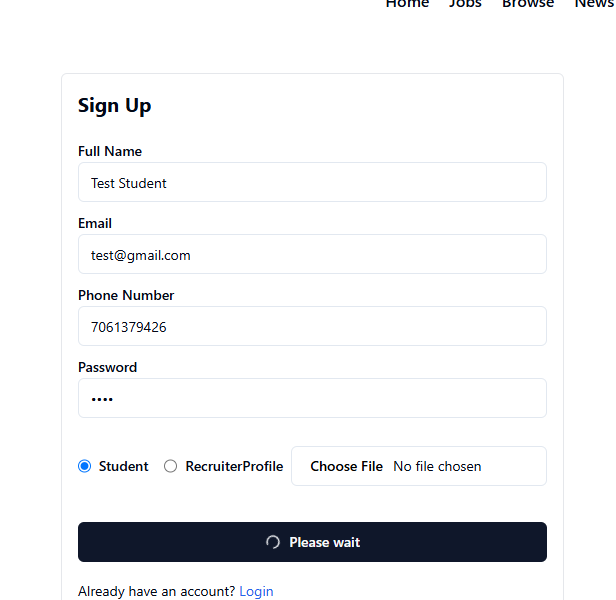 Home Jobs Browse News
Sign Up
Full Name
Test Student
Email
test@gmail.com
Phone Number
7061379426
Password
••••
Student RecruiterProfile Choose File No file chosen
Please wait
Already have an account? Login